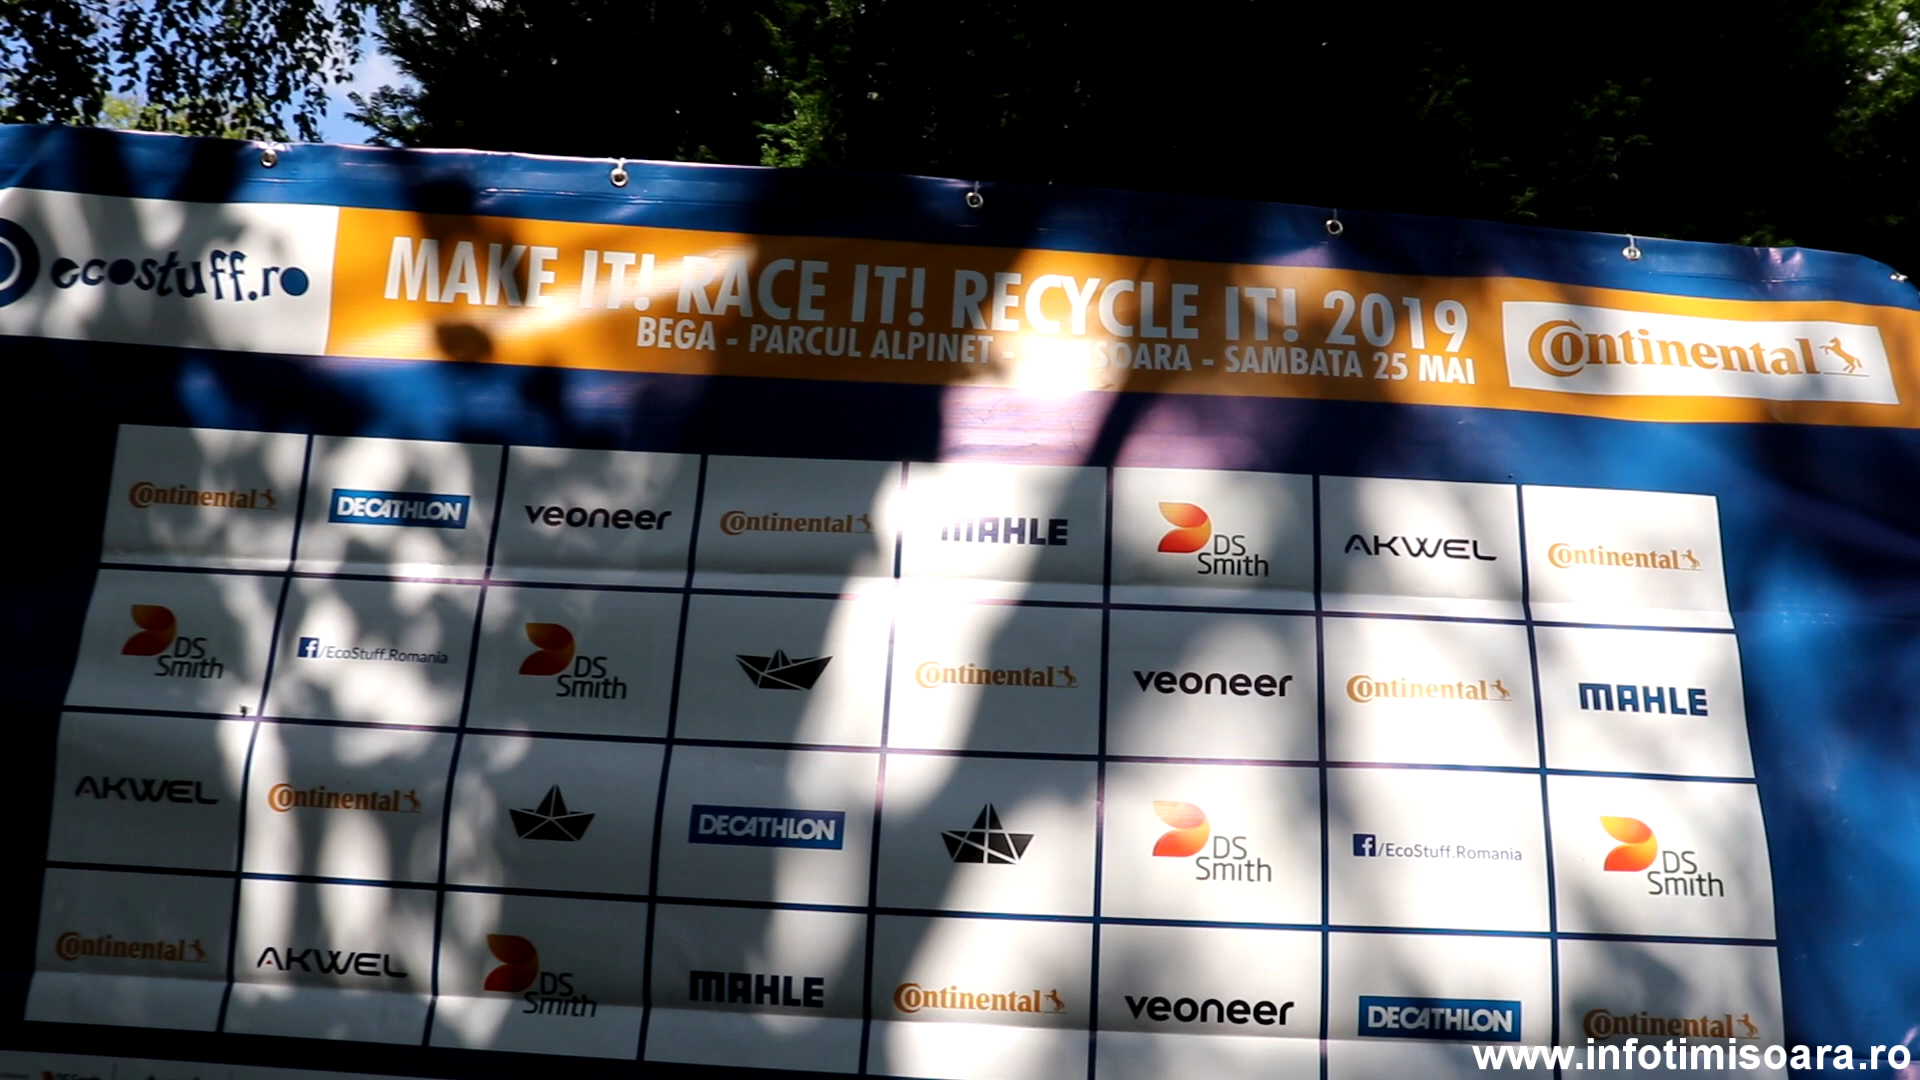 ecostuff.ro
MAKE IT! RACE IT! RECYCLE IT! 2019
BEGA - PARCUL ALPINET - SOARA - SAMBATA 25 MAI
Continental
Continental DECATHLON veoneer Continental MAHLE DS Smith AKWEL Continental
DS Smith /EcoStuff.Romania DS Smith Continental veoneer Continental MAHLE
AKWEL Continental DECATHLON DS Smith /EcoStuff.Romania DS Smith
Continental AKWEL DS Smith MAHLE Continental veoneer DECATHLON Continental
www.infotimisoara.ro